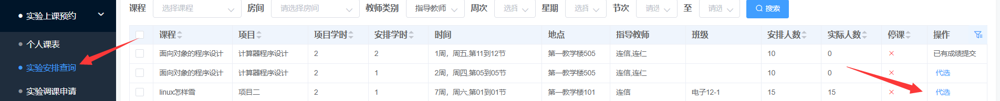 实验上课预约
个人课表
实验安排查询
实验调课申请
课程 选择课程 房间 请选择房间 教师类别 指导教师 周次 选择 星期 选择 节次 请选 至 请选 搜索
课程 项目 项目学时 安排学时 时间 地点 指导教师 班级 安排人数 实际人数 停课 操作
面向对象的程序设计 计算器程序设计 2 2 1周，周五,第11到12节 第一教学楼505 连信,连仁 10 0 × 已有成绩提交
面向对象的程序设计 计算器程序设计 2 1 2周，周四,第05到05节 第一教学楼505 连信,连仁 10 0 × 代选
linux怎样雪 项目二 2 1 7周，周六,第01到01节 第一教学楼101 连信 电子12-1 15 15 × 代选